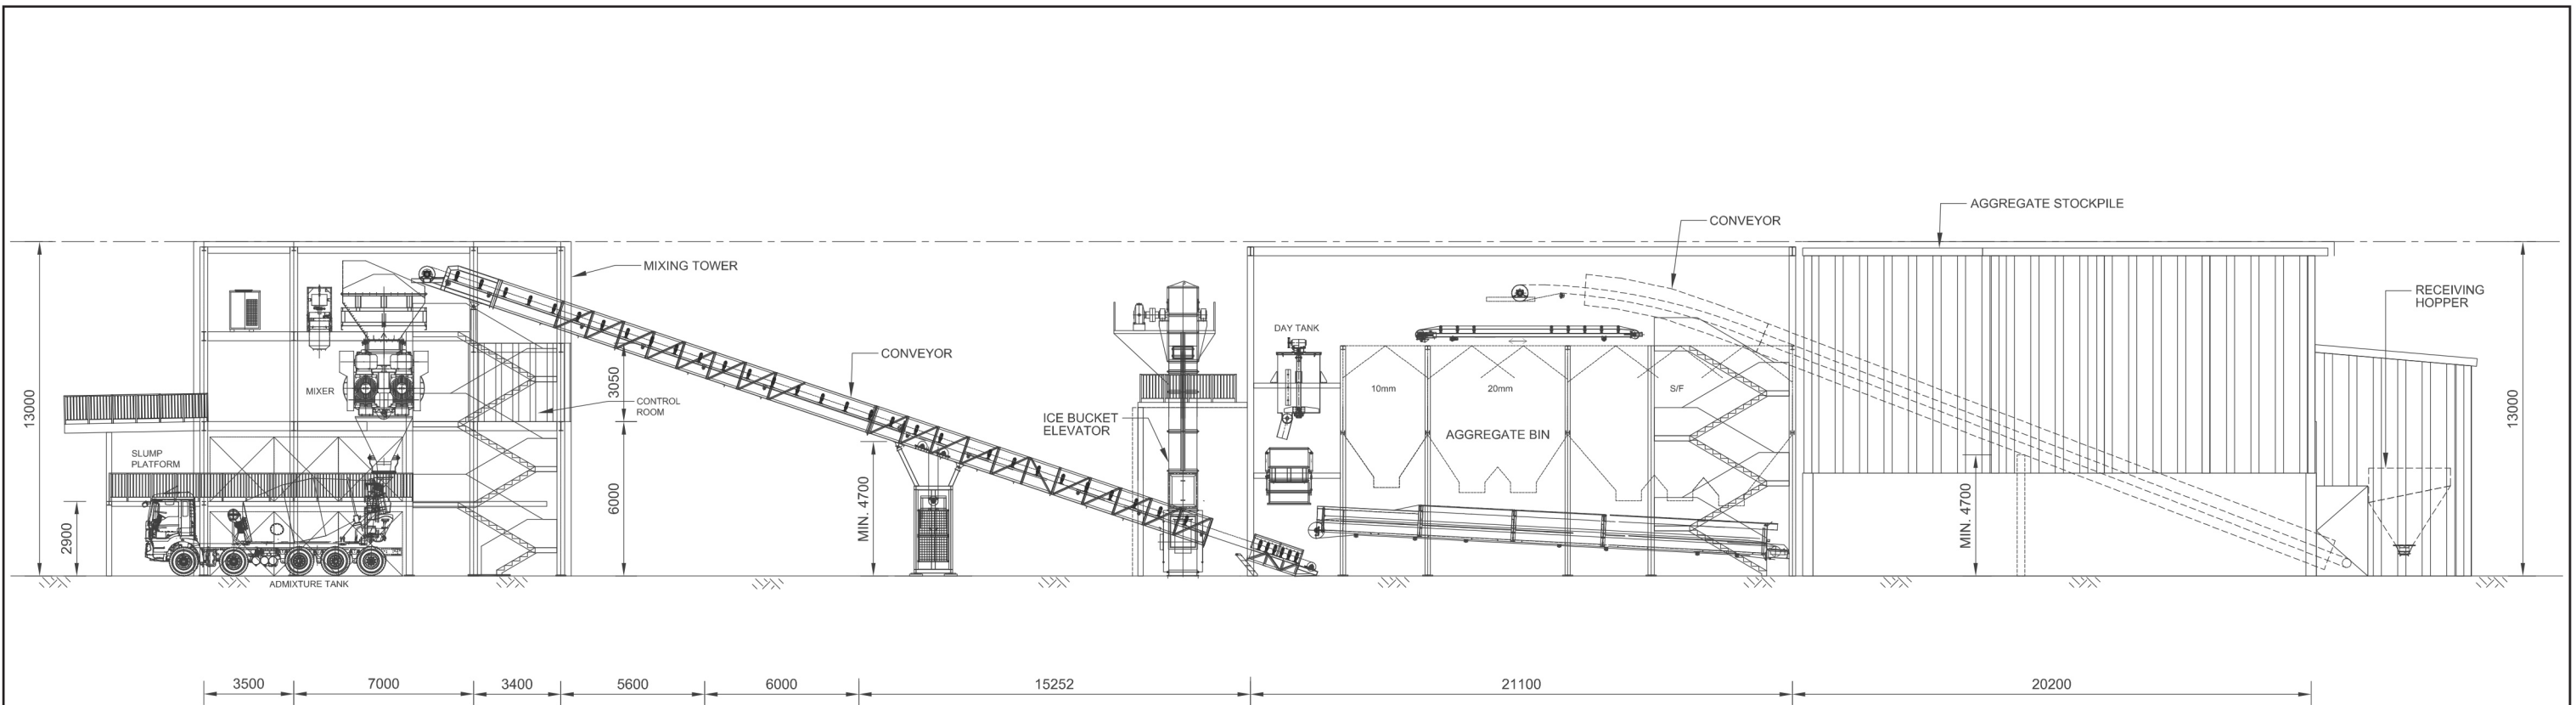 AGGREGATE STOCKPILE
CONVEYOR
MIXING TOWER
RECEIVING
HOPPER
DAY TANK
CONVEYOR
13000
MIXER
3050
CONTROL
ROOM
10mm
20mm
S/F
13000
ICE BUCKET
ELEVATOR
AGGREGATE BIN
SLUMP
PLATFORM
6000
MIN. 4700
MIN. 4700
2900
ADMIXTURE TANK
3500
7000
3400
5600
6000
15252
21100
20200